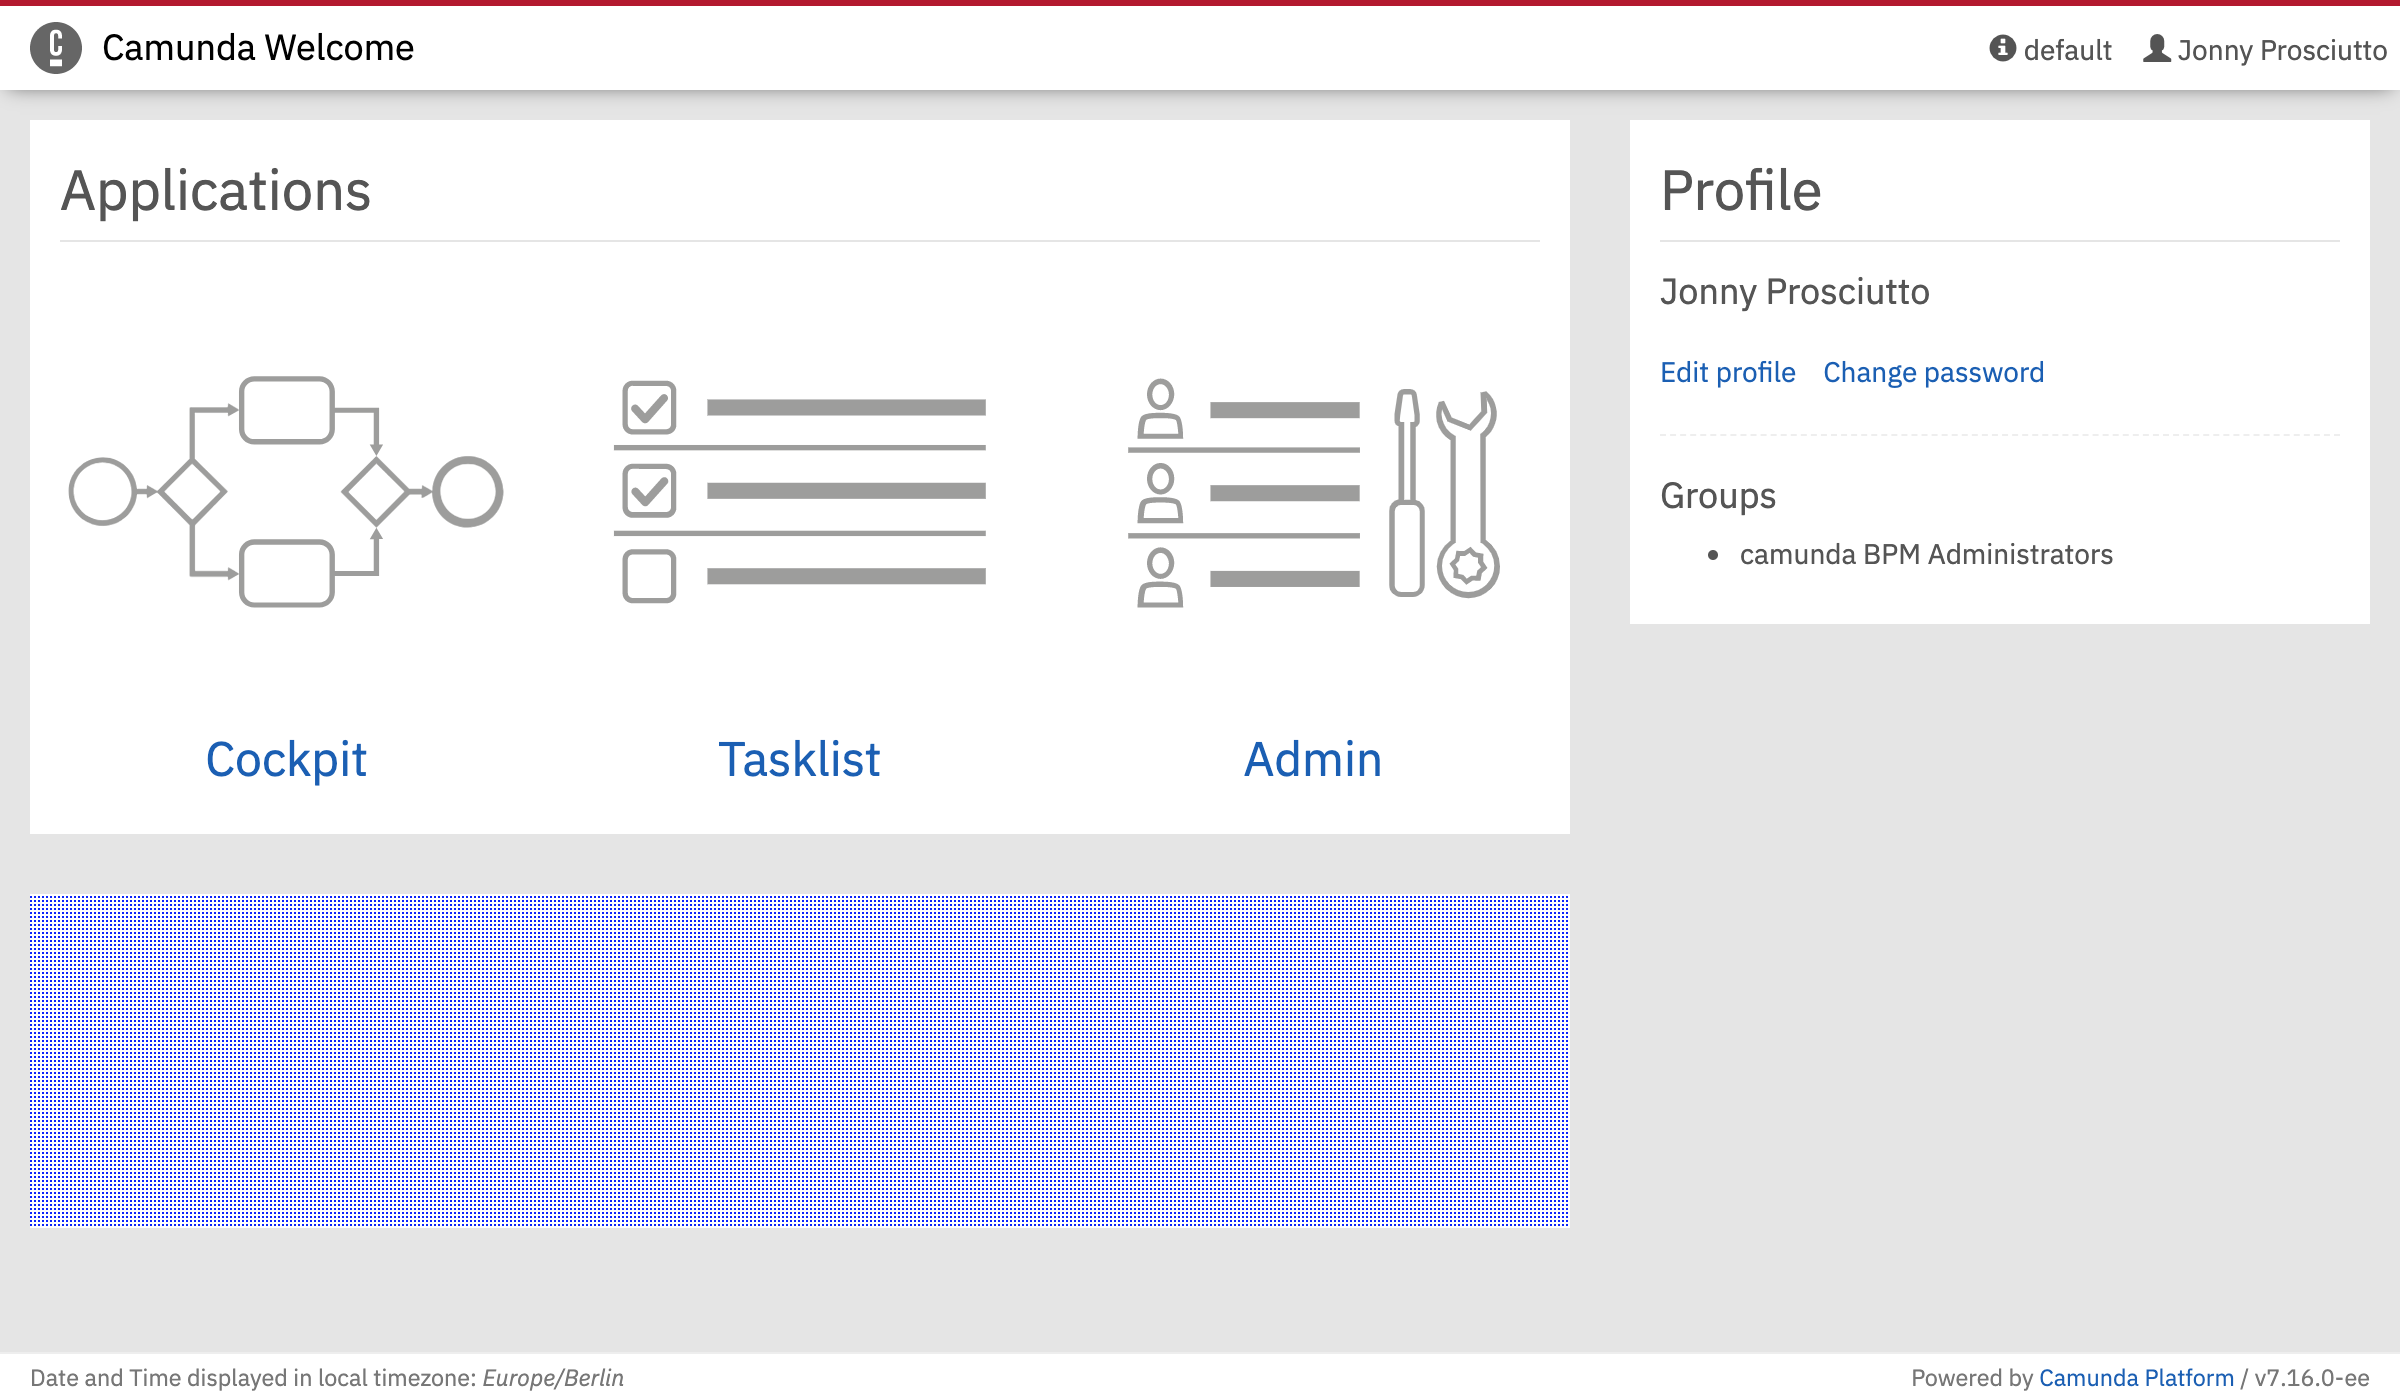 Camunda Welcome
default Jonny Prosciutto
Applications
Cockpit Tasklist Admin
Profile
Jonny Prosciutto
Edit profile Change password
Groups
camunda BPM Administrators
Date and Time displayed in local timezone: Europe/Berlin
Powered by Camunda Platform / v7.16.0-ee